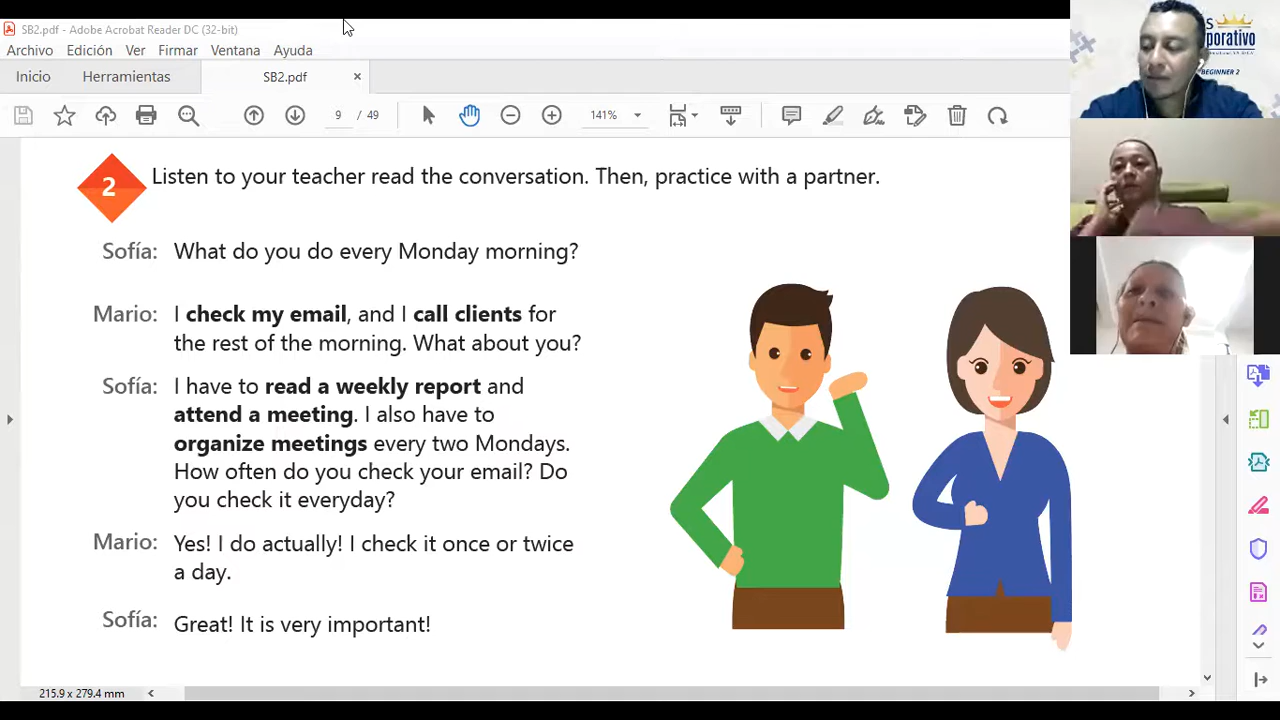 SB2.pdf - Adobe Acrobat Reader DC (32-bit)
Archivo Edición Ver Firmar Ventana Ayuda
Inicio Herramientas SB2.pdf ×
9 / 49 141%
2 Listen to your teacher read the conversation. Then, practice with a partner.
Sofía: What do you do every Monday morning?
Mario: I check my email, and I call clients for
the rest of the morning. What about you?
Sofía: I have to read a weekly report and
attend a meeting. I also have to
organize meetings every two Mondays.
How often do you check your email? Do
you check it everyday?
Mario: Yes! I do actually! I check it once or twice
a day.
Sofía: Great! It is very important!
215.9 x 279.4 mm
BEGINNER 2